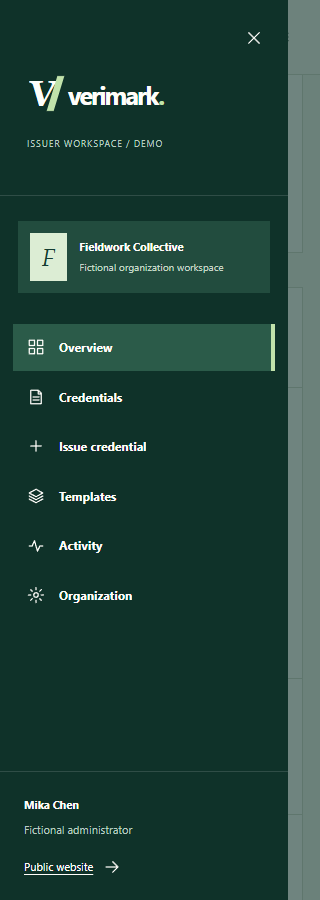 V/ verimark.
ISSUER WORKSPACE / DEMO
F
Fieldwork Collective
Fictional organization workspace
Overview
Credentials
Issue credential
Templates
Activity
Organization
Mika Chen
Fictional administrator
Public website